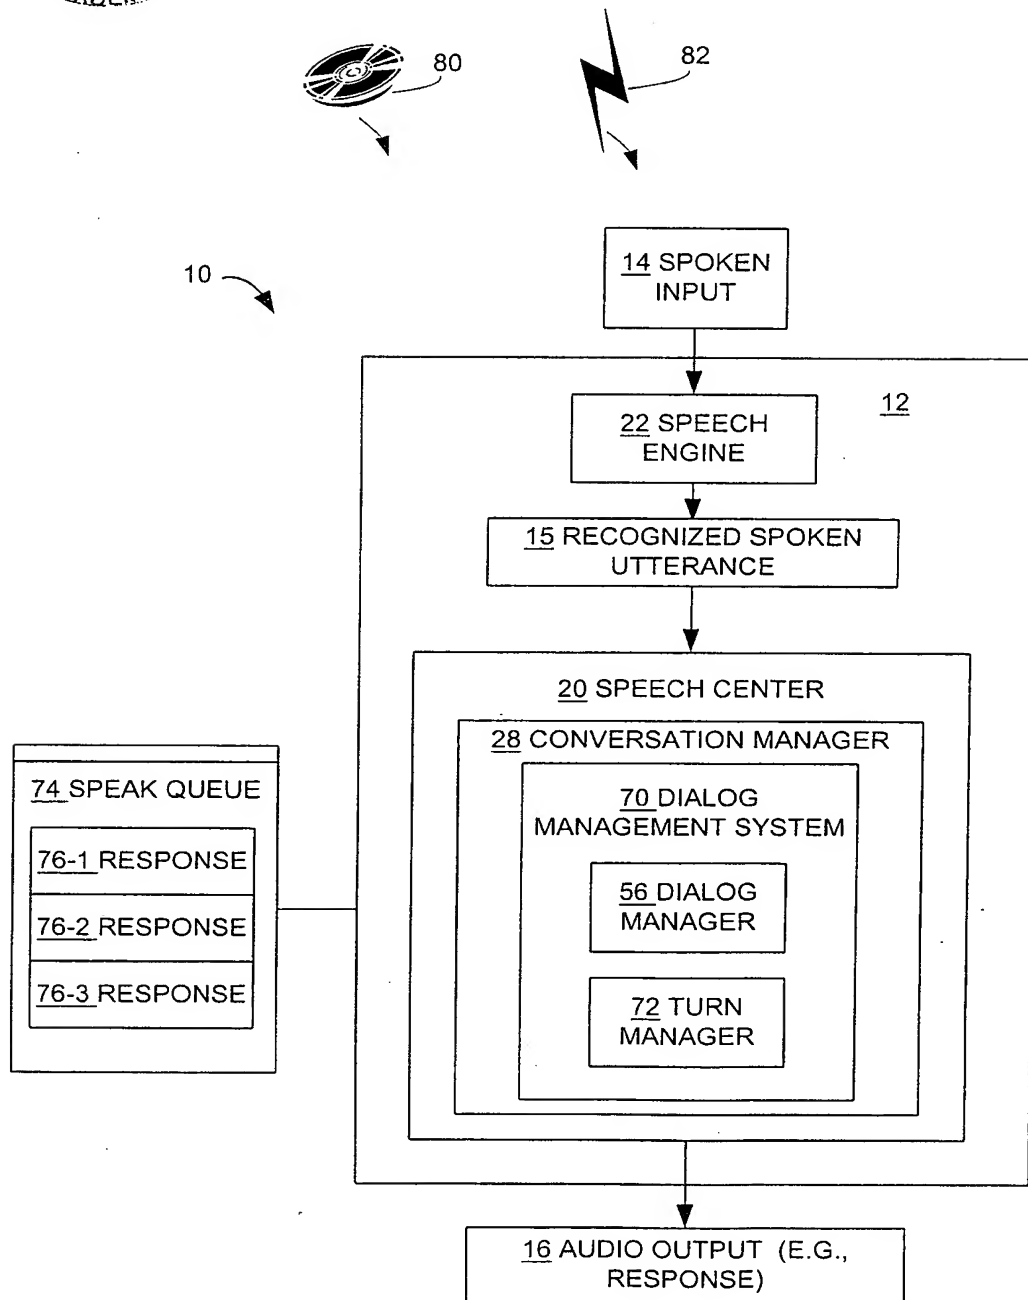 80
82
10
14 SPOKEN
INPUT
12
22 SPEECH
ENGINE
15 RECOGNIZED SPOKEN
UTTERANCE
20 SPEECH CENTER
28 CONVERSATION MANAGER
70 DIALOG
MANAGEMENT SYSTEM
56 DIALOG
MANAGER
72 TURN
MANAGER
74 SPEAK QUEUE
76-1 RESPONSE
76-2 RESPONSE
76-3 RESPONSE
16 AUDIO OUTPUT (E.G.,
RESPONSE)